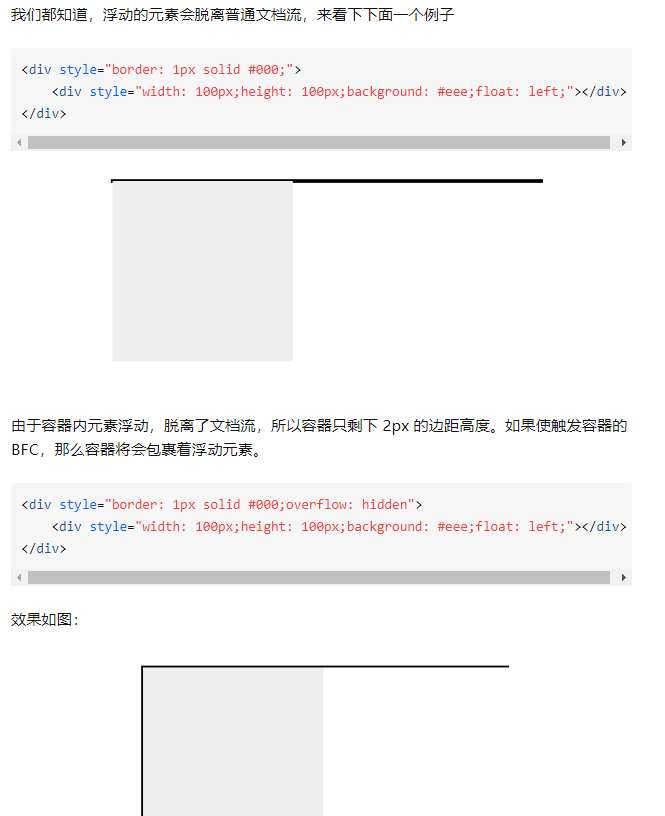 我们都知道，浮动的元素会脱离普通文档流，来看下下面一个例子
<div style="border: 1px solid #000;">
    <div style="width: 100px;height: 100px;background: #eee;float: left;"></div>
</div>
由于容器内元素浮动，脱离了文档流，所以容器只剩下 2px 的边距高度。如果使触发容器的
BFC，那么容器将会包裹着浮动元素。
<div style="border: 1px solid #000;overflow: hidden">
    <div style="width: 100px;height: 100px;background: #eee;float: left;"></div>
</div>
效果如图：